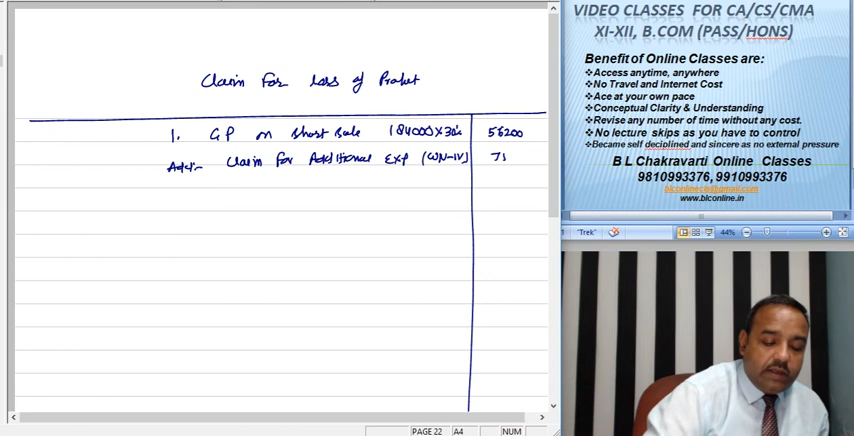 Claim For loss of Profit
1. GP on Short Sale 184000X30% 55200
Add:- Claim for Additional Exp (WN-IV) 71
PAGE 22 A4 NUM
VIDEO CLASSES FOR CA/CS/CMA
XI-XII, B.COM (PASS/HONS)
Benefit of Online Classes are:
❖Access anytime, anywhere
❖No Travel and Internet Cost
❖Ace at your own pace
❖Conceptual Clarity & Understanding
❖Revise any number of time without any cost.
❖No lecture skips as you have to control
❖Became self deciplined and sincere as no external pressure
B L Chakravarti Online Classes
9810993376, 9910993376
www.blconline.in
"Trek" 44%